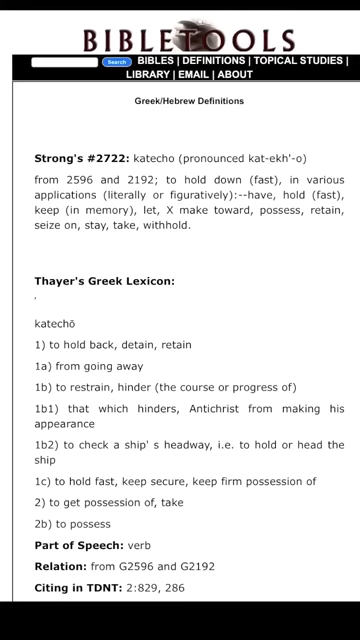 BIBLETOOLS
Search BIBLES | DEFINITIONS | TOPICAL STUDIES |
LIBRARY | EMAIL | ABOUT
Greek/Hebrew Definitions
Strong's #2722: katecho (pronounced kat-ekh'-o)
from 2596 and 2192; to hold down (fast), in various
applications (literally or figuratively):--have, hold (fast),
keep (in memory), let, X make toward, possess, retain,
seize on, stay, take, withhold.
Thayer's Greek Lexicon:
,
katechō
1) to hold back, detain, retain
1a) from going away
1b) to restrain, hinder (the course or progress of)
1b1) that which hinders, Antichrist from making his
appearance
1b2) to check a ship' s headway, i.e. to hold or head the
ship
1c) to hold fast, keep secure, keep firm possession of
2) to get possession of, take
2b) to possess
Part of Speech: verb
Relation: from G2596 and G2192
Citing in TDNT: 2:829, 286